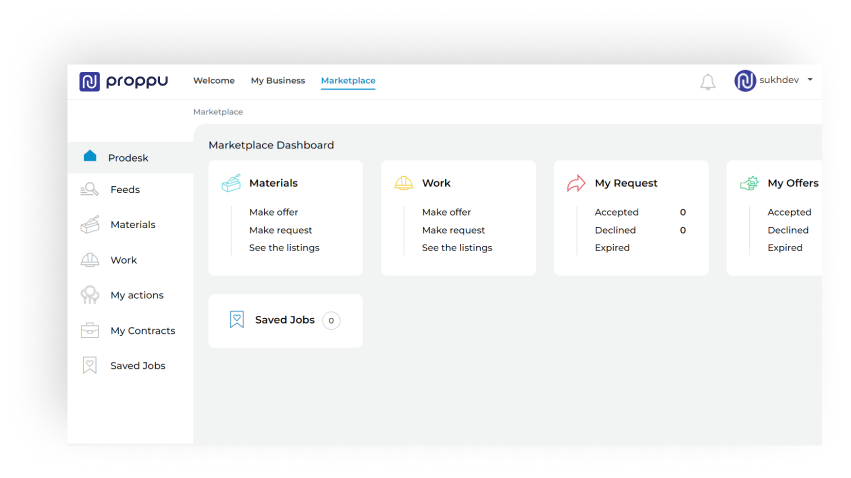 proppu Welcome My Business Marketplace sukhdev
Marketplace
Marketplace Dashboard
Prodesk
Feeds
Materials
Work
My actions
My Contracts
Saved Jobs
Materials
Make offer
Make request
See the listings
Work
Make offer
Make request
See the listings
My Request
Accepted 0
Declined 0
Expired
My Offers
Accepted
Declined
Expired
Saved Jobs 0